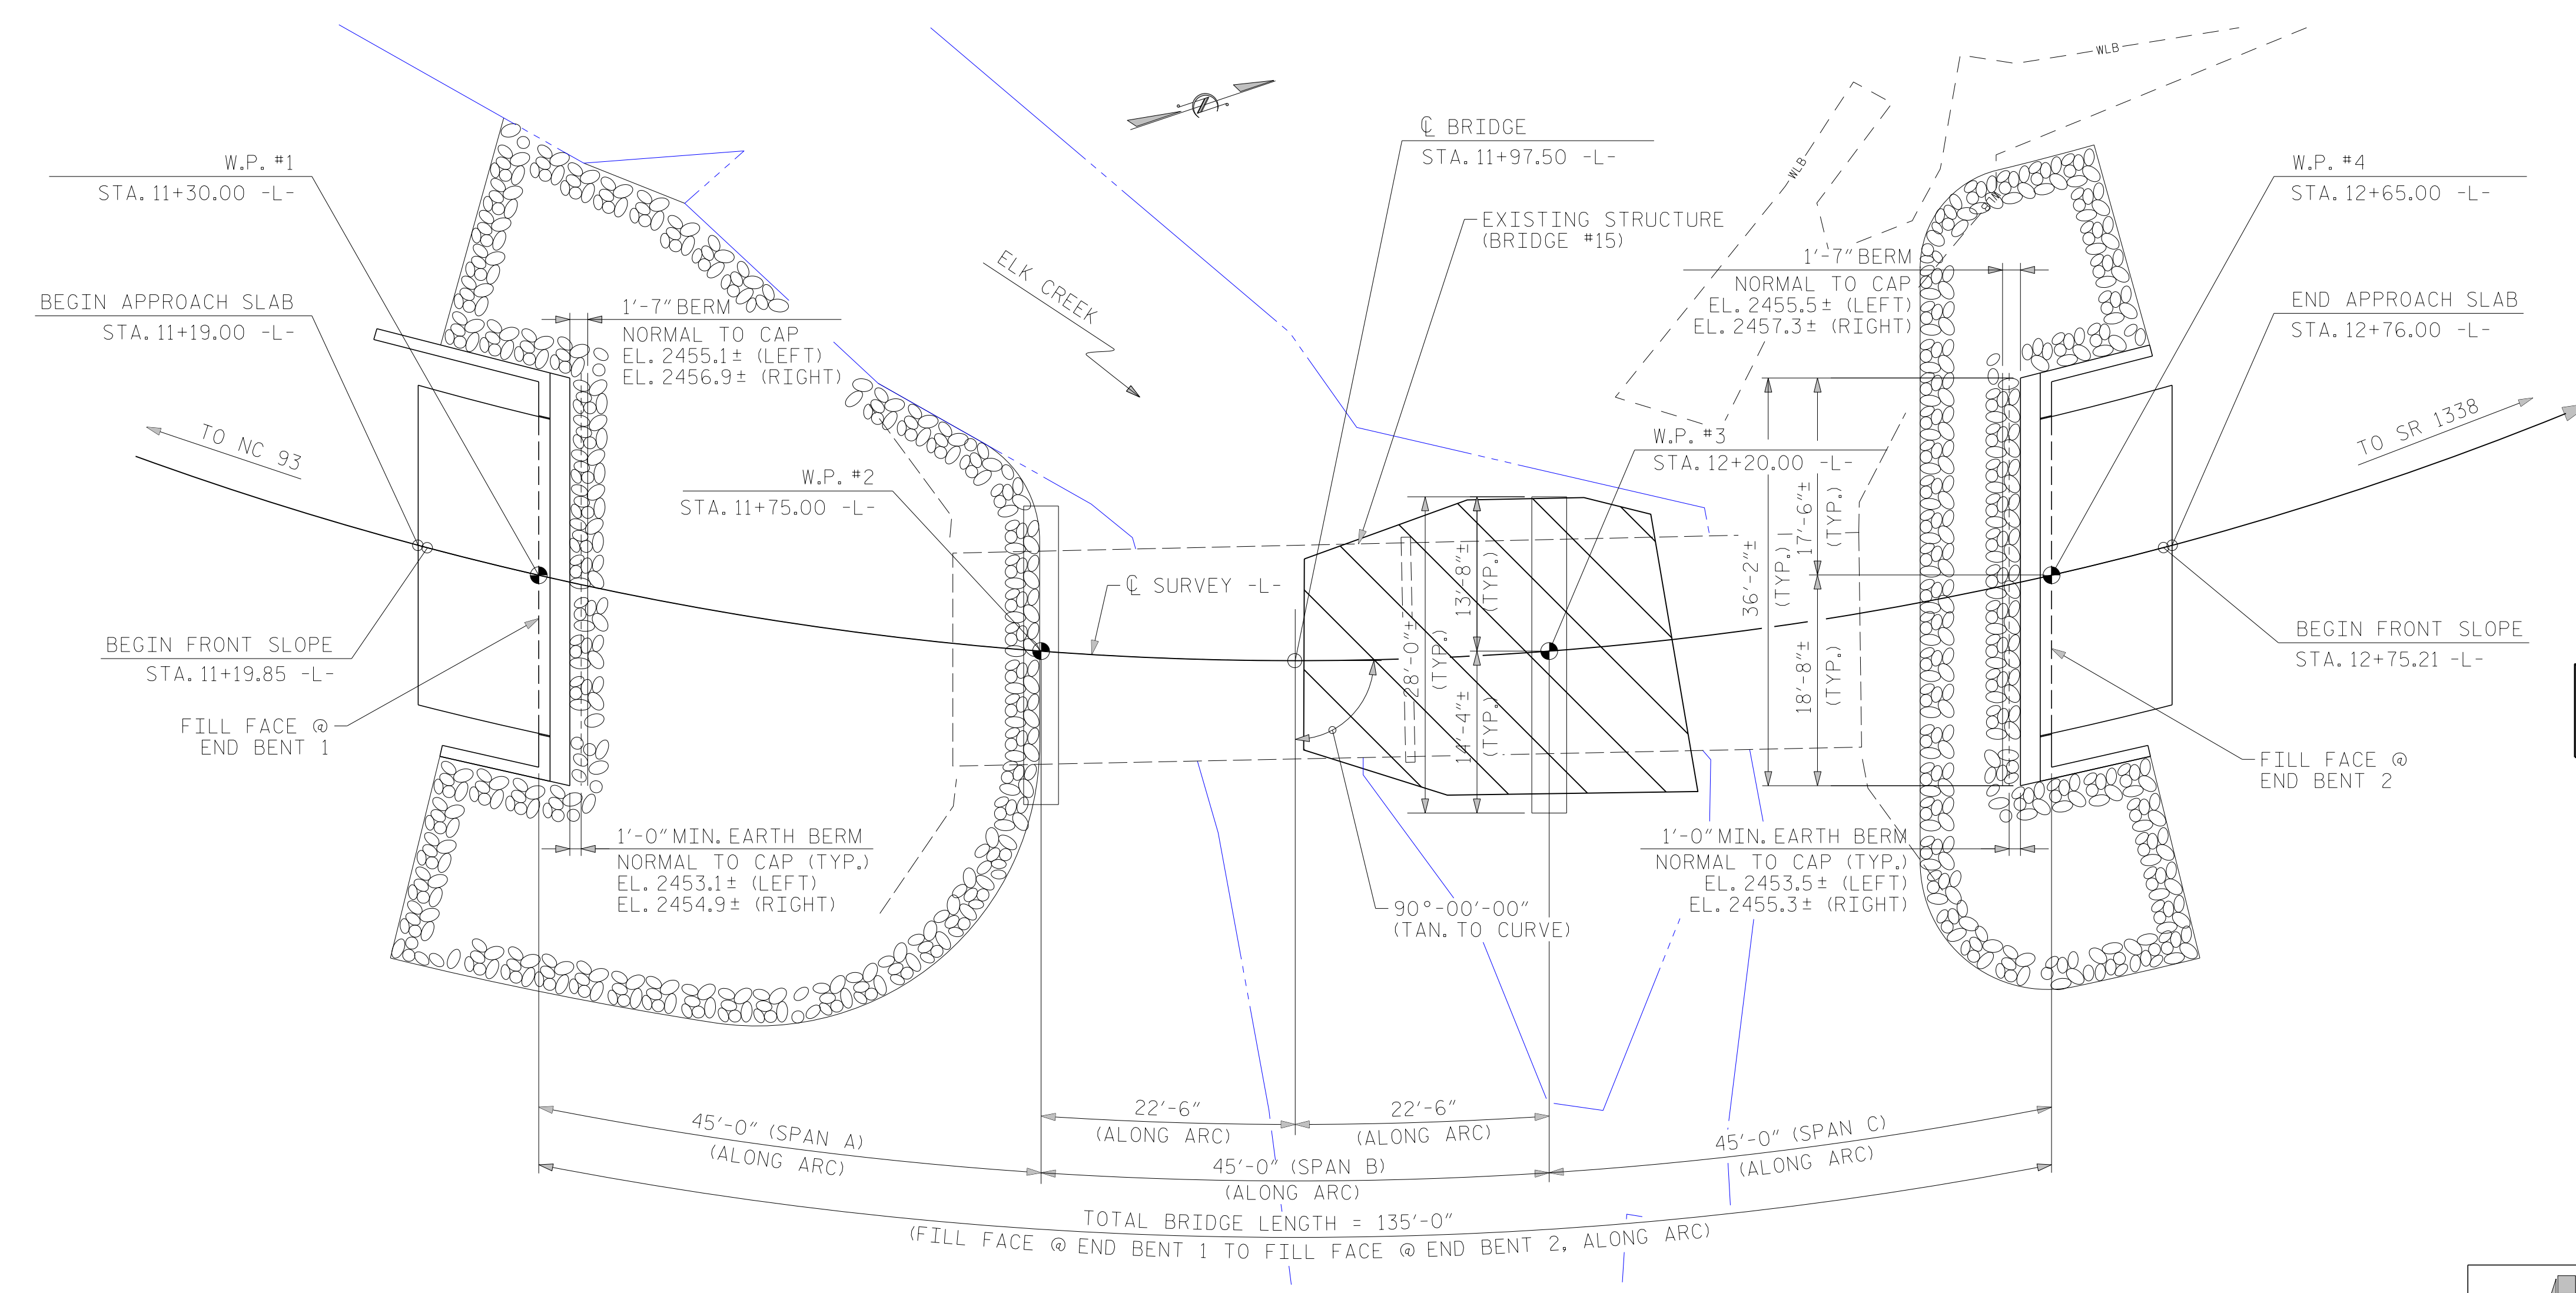 W.P. #1
STA. 11+30.00 -L-
BEGIN APPROACH SLAB
STA. 11+19.00 -L-
TO NC 93
BEGIN FRONT SLOPE
STA. 11+19.85 -L-
FILL FACE @
END BENT 1
1'-7" BERM
NORMAL TO CAP
EL. 2455.1± (LEFT)
EL. 2456.9± (RIGHT)
W.P. #2
STA. 11+75.00 -L-
1'-0" MIN. EARTH BERM
NORMAL TO CAP (TYP.)
EL. 2453.1± (LEFT)
EL. 2454.9± (RIGHT)
ELK CREEK
℄ SURVEY -L-
℄ BRIDGE
STA. 11+97.50 -L-
EXISTING STRUCTURE
(BRIDGE #15)
28'-0"±
(TYP.)
13'-8"±
(TYP.)
14'-4"±
(TYP.)
90°-00'-00"
(TAN. TO CURVE)
W.P. #3
STA. 12+20.00 -L-
WLB
WLB
WLB
1'-7" BERM
NORMAL TO CAP
EL. 2455.5± (LEFT)
EL. 2457.3± (RIGHT)
36'-2"±
(TYP.)
17'-6"±
(TYP.)
18'-8"±
(TYP.)
1'-0" MIN. EARTH BERM
NORMAL TO CAP (TYP.)
EL. 2453.5± (LEFT)
EL. 2455.3± (RIGHT)
W.P. #4
STA. 12+65.00 -L-
END APPROACH SLAB
STA. 12+76.00 -L-
TO SR 1338
BEGIN FRONT SLOPE
STA. 12+75.21 -L-
FILL FACE @
END BENT 2
45'-0" (SPAN A)
(ALONG ARC)
22'-6"
(ALONG ARC)
22'-6"
(ALONG ARC)
45'-0" (SPAN B)
(ALONG ARC)
45'-0" (SPAN C)
(ALONG ARC)
TOTAL BRIDGE LENGTH = 135'-0"
(FILL FACE @ END BENT 1 TO FILL FACE @ END BENT 2, ALONG ARC)